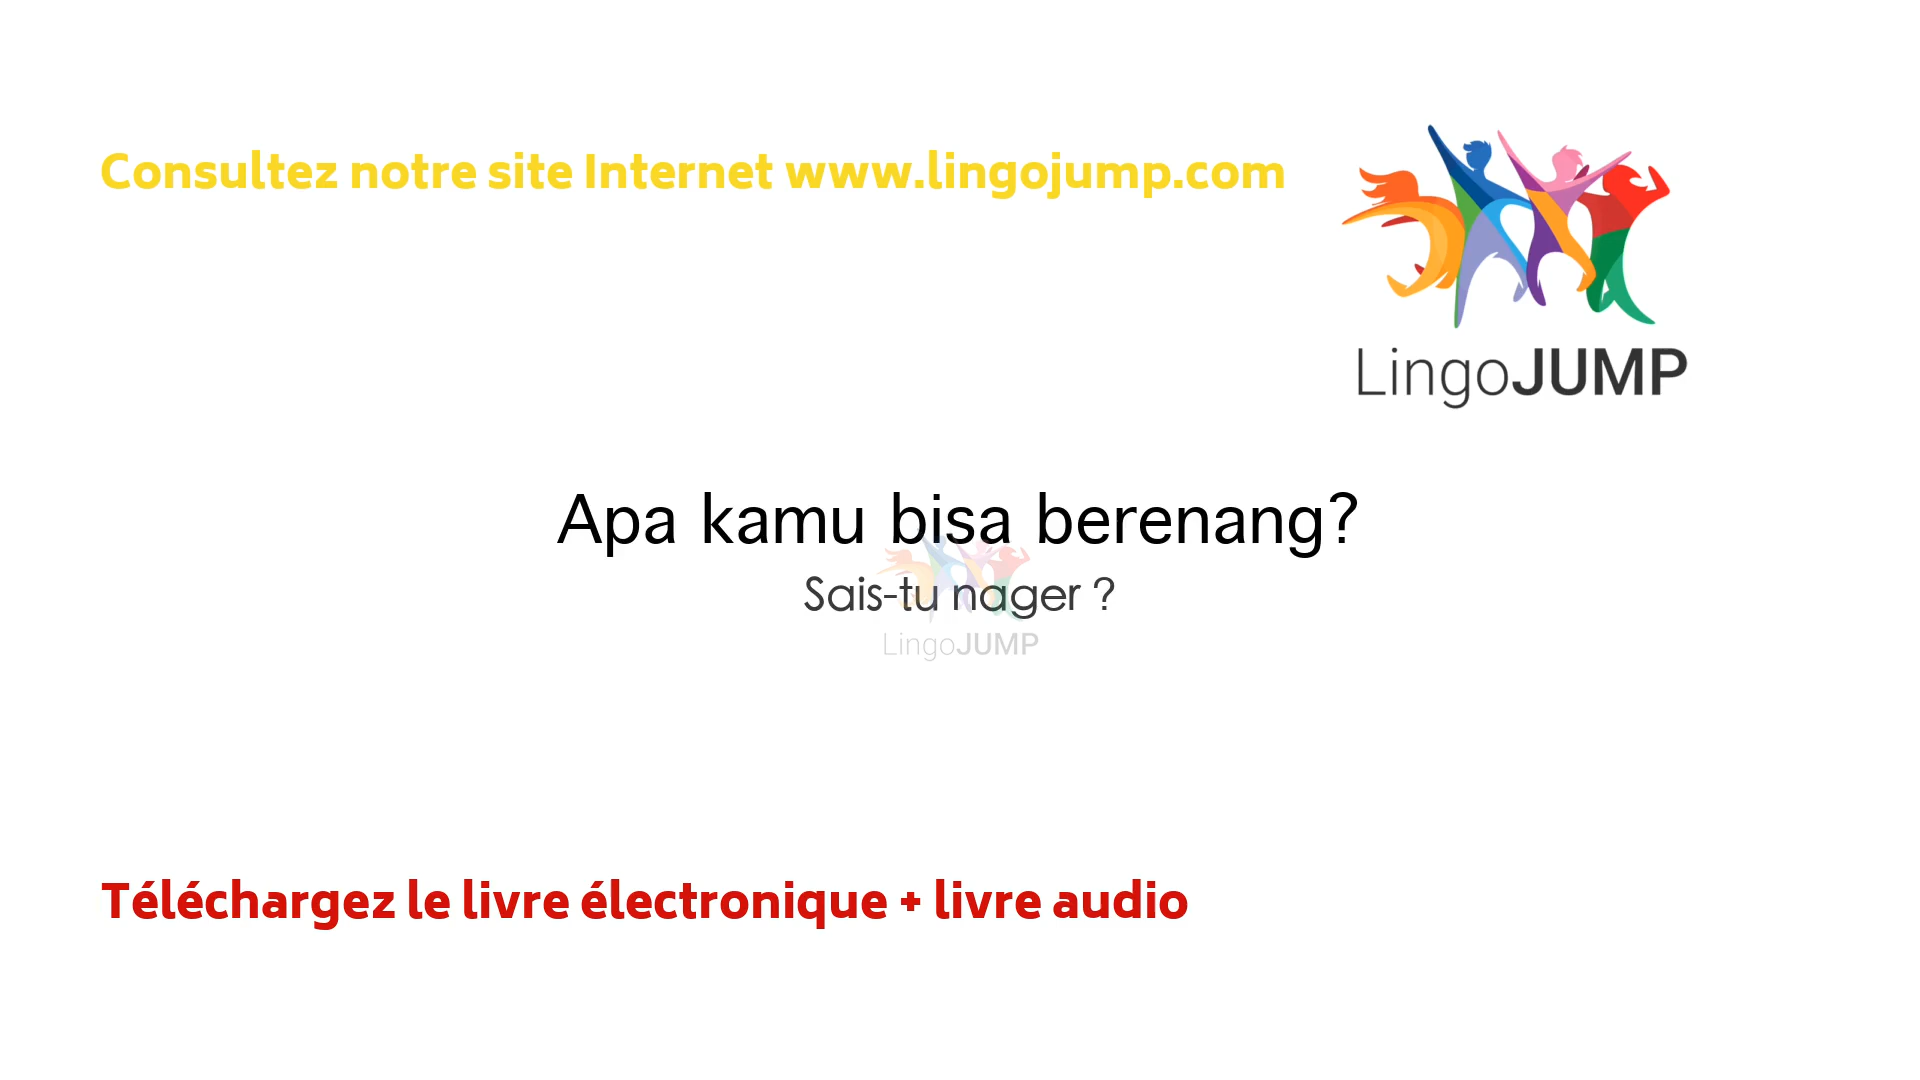 Consultez notre site Internet www.lingojump.com
LingoJUMP
Apa kamu bisa berenang?
Sais-tu nager ?
LingoJUMP
Téléchargez le livre électronique + livre audio